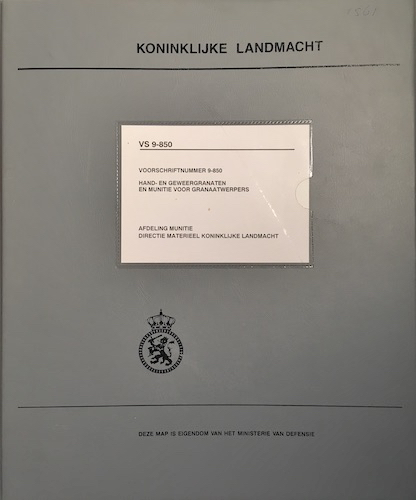 KONINKLIJKE LANDMACHT
VS 9-850
VOORSCHRIFTNUMMER 9-850
HAND- EN GEWEERGRANATEN
EN MUNITIE VOOR GRANAATWERPERS
AFDELING MUNITIE
DIRECTIE MATERIEEL KONINKLIJKE LANDMACHT
DEZE MAP IS EIGENDOM VAN HET MINISTERIE VAN DEFENSIE